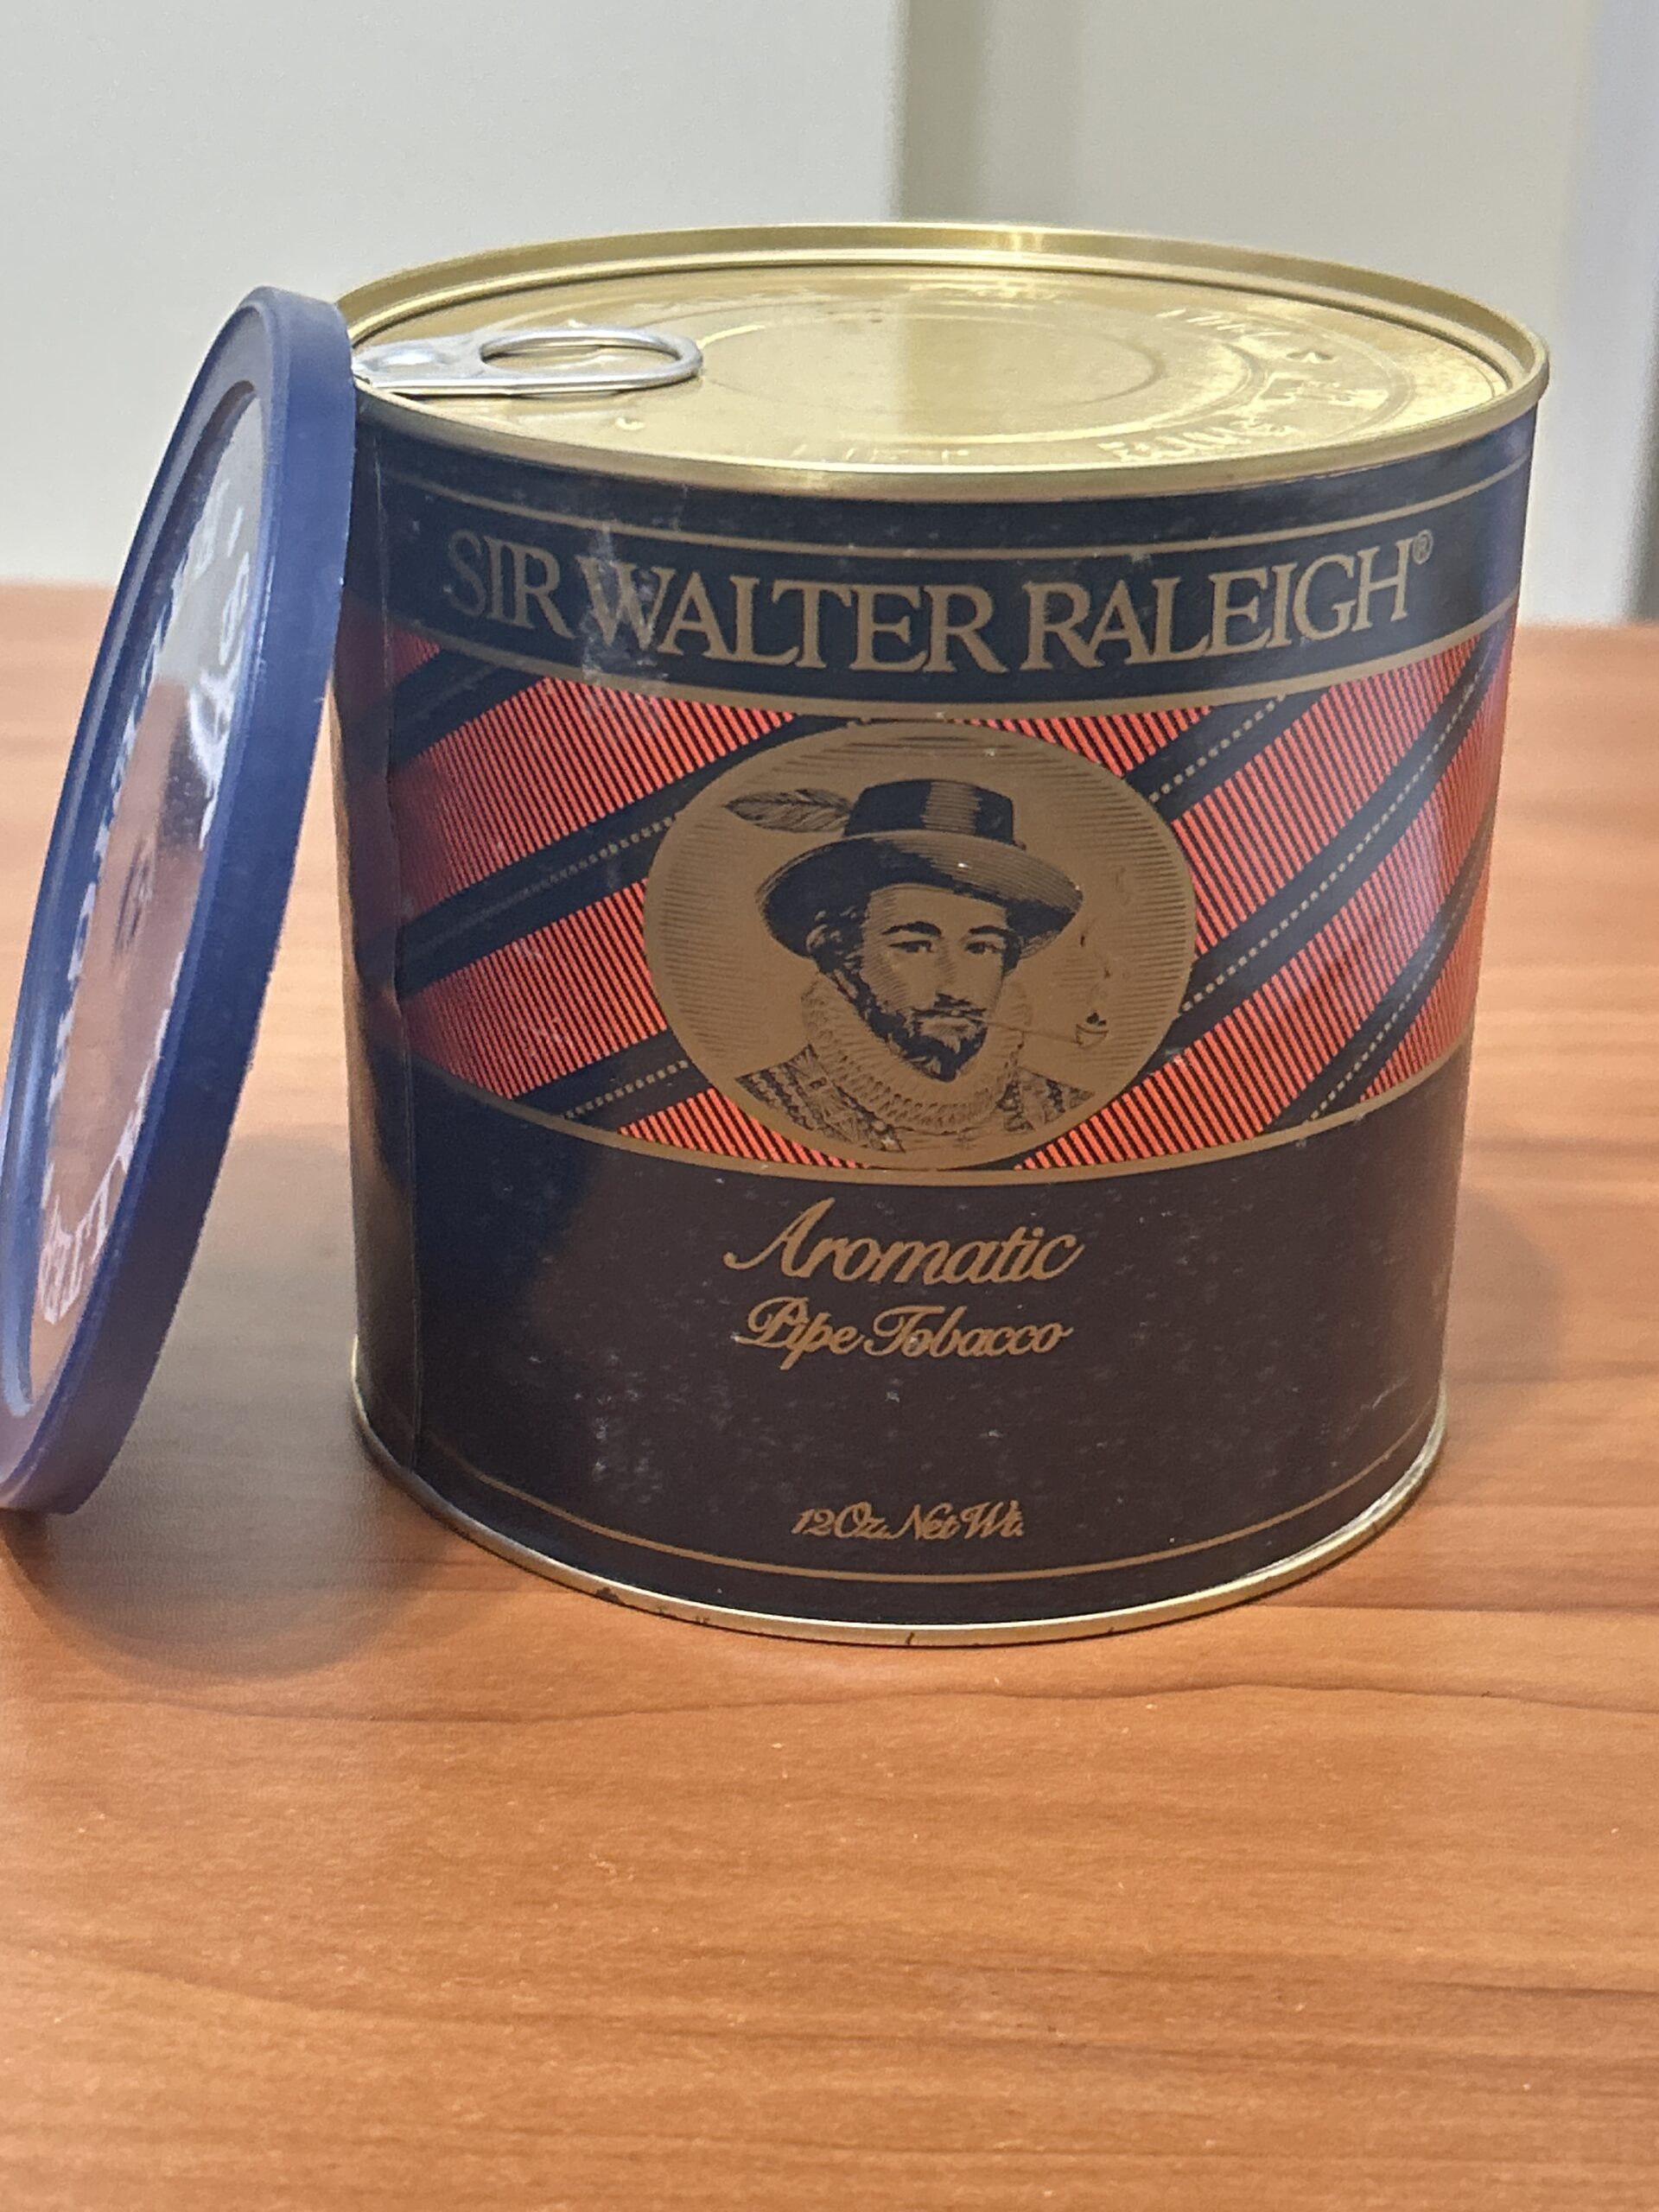 SIR WALTER RALEIGH®
Aromatic
Pipe Tobacco
12 Oz. Net Wt.